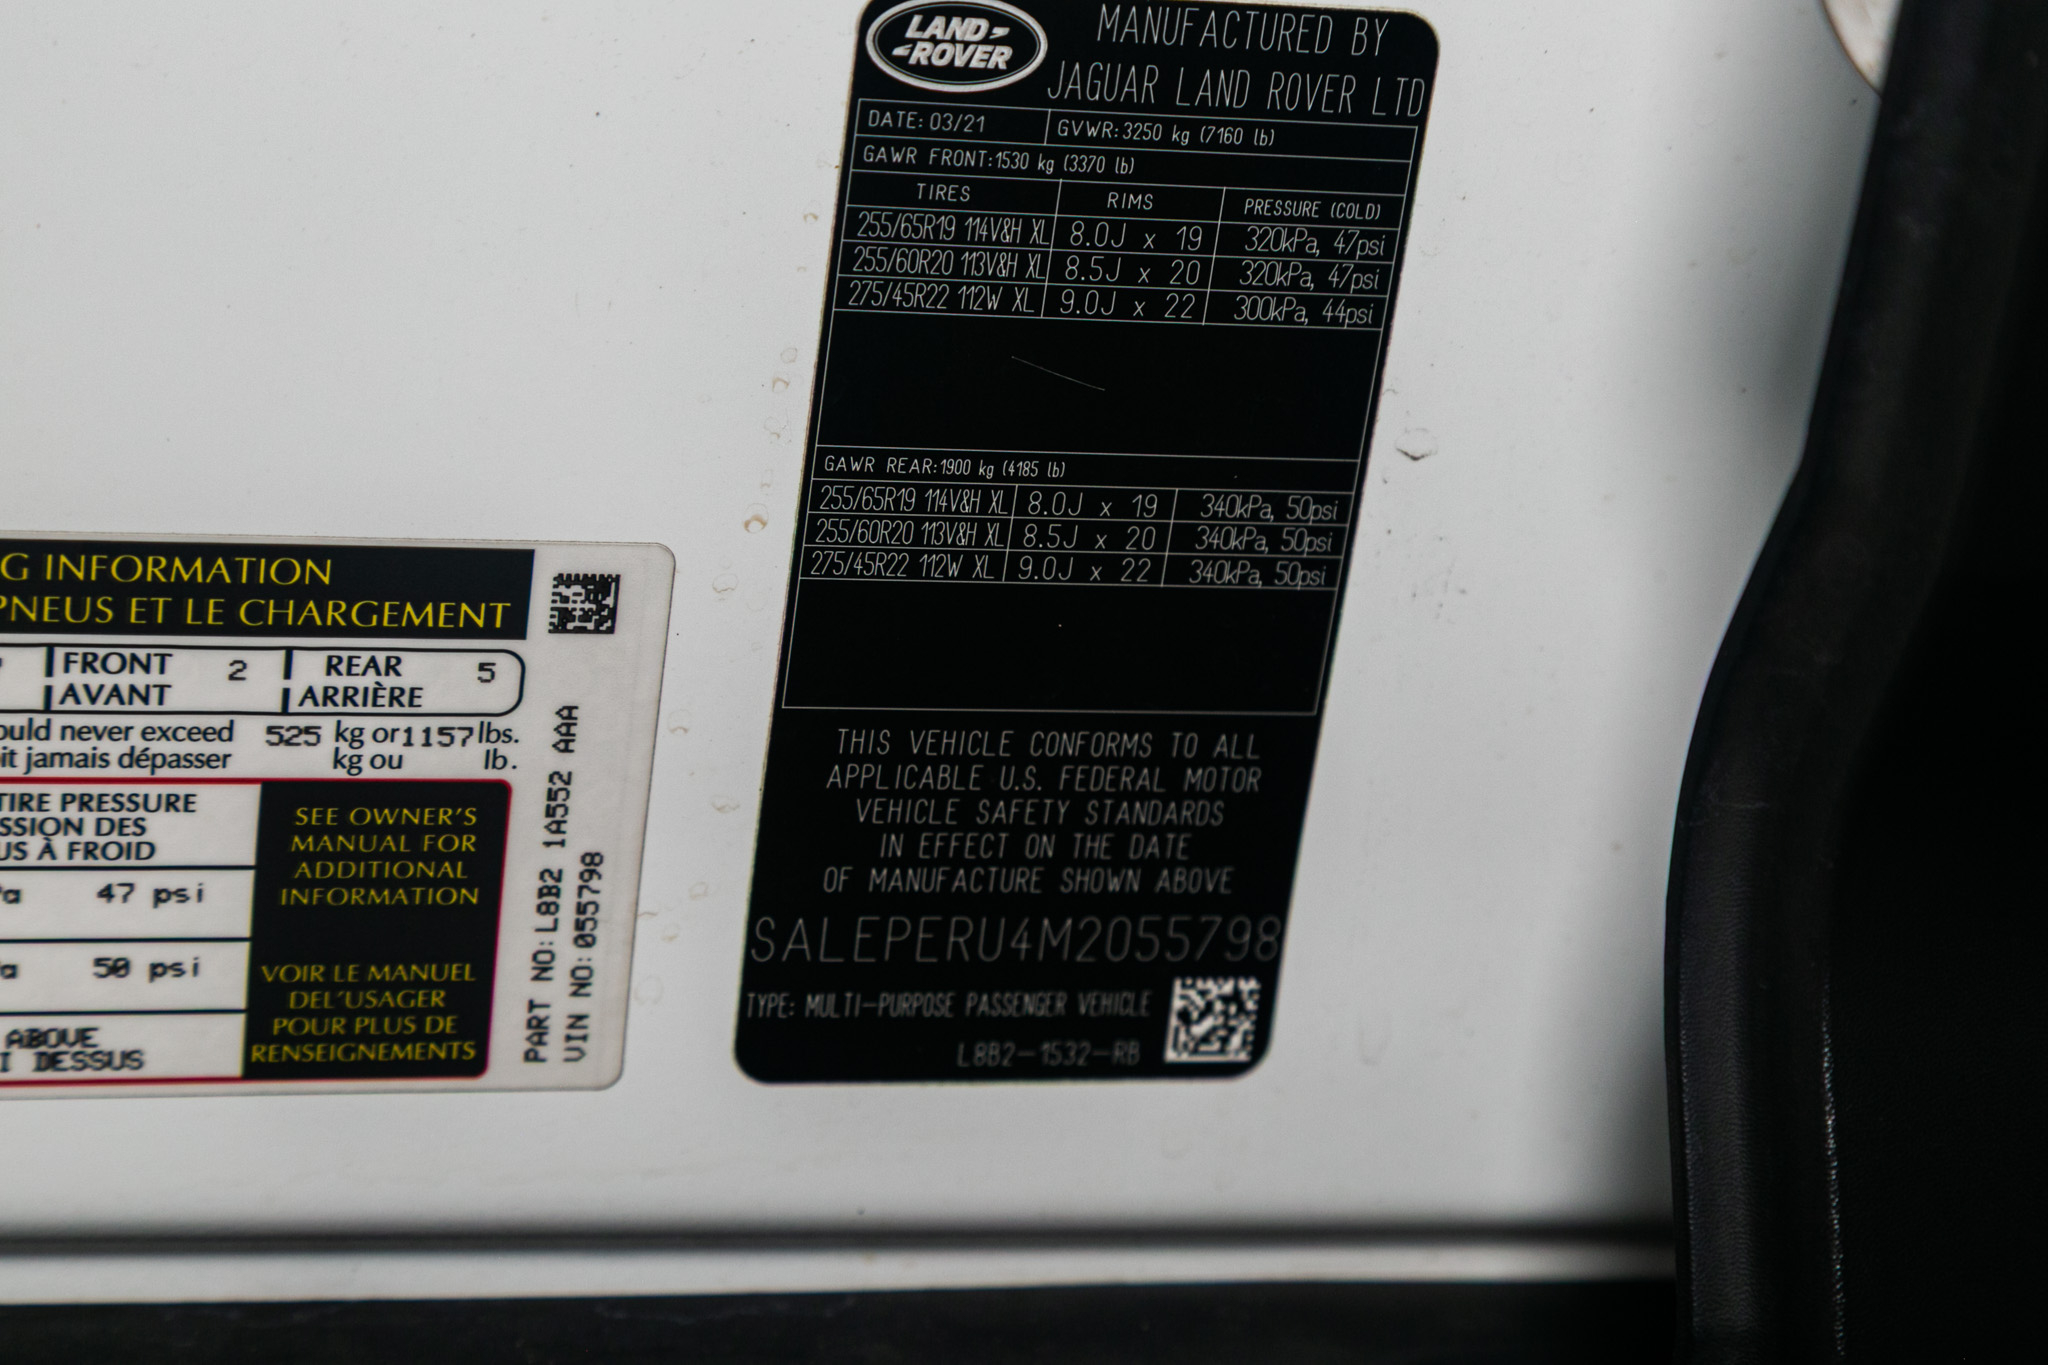 LAND
ROVER
MANUFACTURED BY
JAGUAR LAND ROVER LTD
DATE: 03/21 GVWR: 3250 kg (7160 lb)
GAWR FRONT: 1530 kg (3370 lb)
TIRES RIMS PRESSURE (COLD)
255/65R19 114V&H XL 8.0J x 19 320kPa, 47psi
255/60R20 113V&H XL 8.5J x 20 320kPa, 47psi
275/45R22 112W XL 9.0J x 22 300kPa, 44psi
GAWR REAR: 1900 kg (4185 lb)
255/65R19 114V&H XL 8.0J x 19 340kPa, 50psi
255/60R20 113V&H XL 8.5J x 20 340kPa, 50psi
275/45R22 112W XL 9.0J x 22 340kPa, 50psi
THIS VEHICLE CONFORMS TO ALL
APPLICABLE U.S. FEDERAL MOTOR
VEHICLE SAFETY STANDARDS
IN EFFECT ON THE DATE
OF MANUFACTURE SHOWN ABOVE
SALEPERU4M2055798
TYPE: MULTI-PURPOSE PASSENGER VEHICLE
L8B2-1532-RB
G INFORMATION
PNEUS ET LE CHARGEMENT
FRONT 2 REAR 5
AVANT ARRIÈRE
ould never exceed 525 kg or 1157 lbs.
it jamais dépasser kg ou lb.
TIRE PRESSURE
SSION DES
US À FROID
a 47 psi
a 50 psi
ABOVE
I DESSUS
SEE OWNER'S
MANUAL FOR
ADDITIONAL
INFORMATION
VOIR LE MANUEL
DEL'USAGER
POUR PLUS DE
RENSEIGNEMENTS
PART NO: L8B2 1A552 AAA
VIN NO: 055798